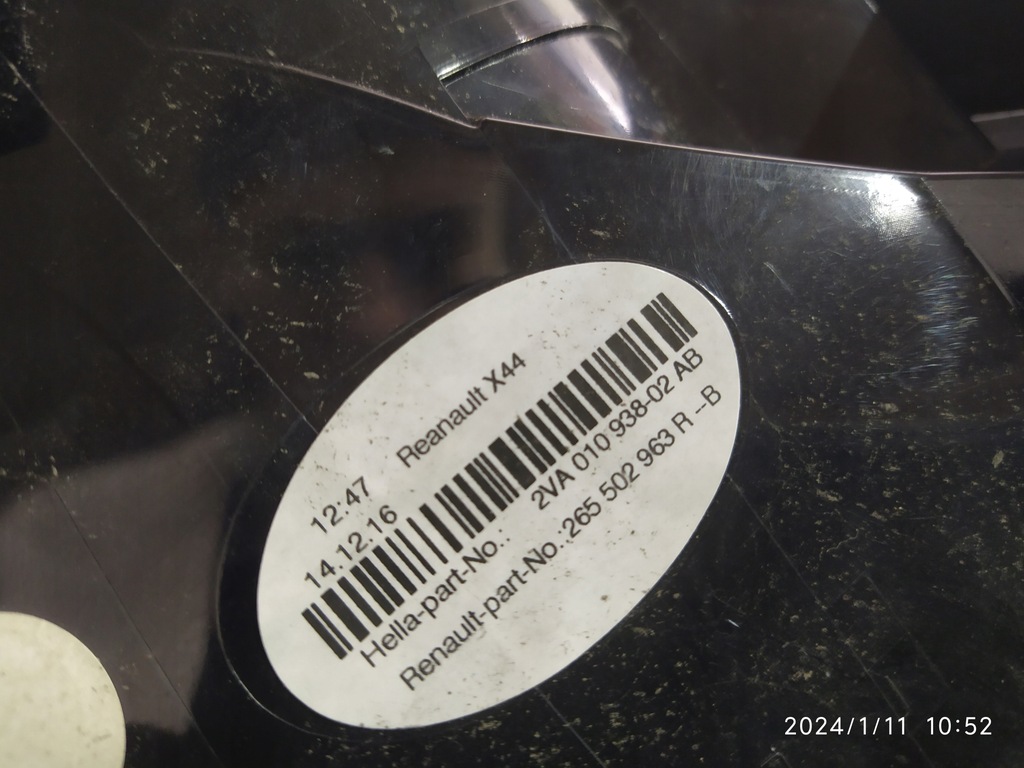 12:47 Reanault X44
14.12.16
Hella-part-No.: 2VA 010 938-02 AB
Renault-part-No.:265 502 963 R --B
2024/1/11 10:52